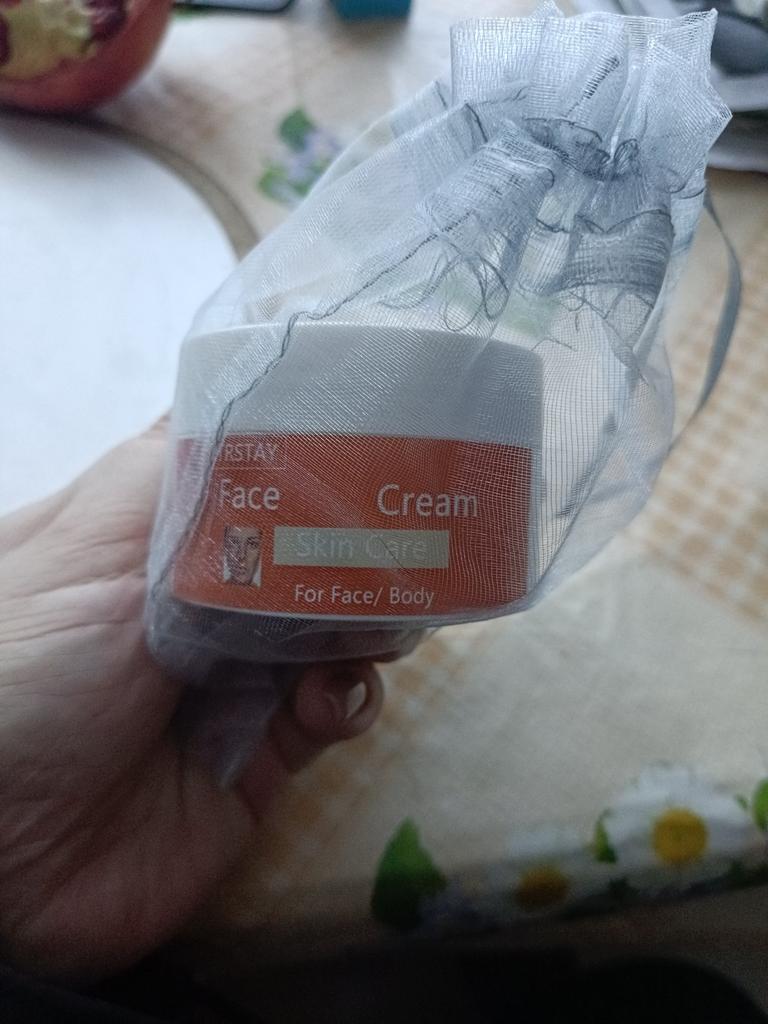 RSTAY
Face Cream
Skin Care
For Face/ Body